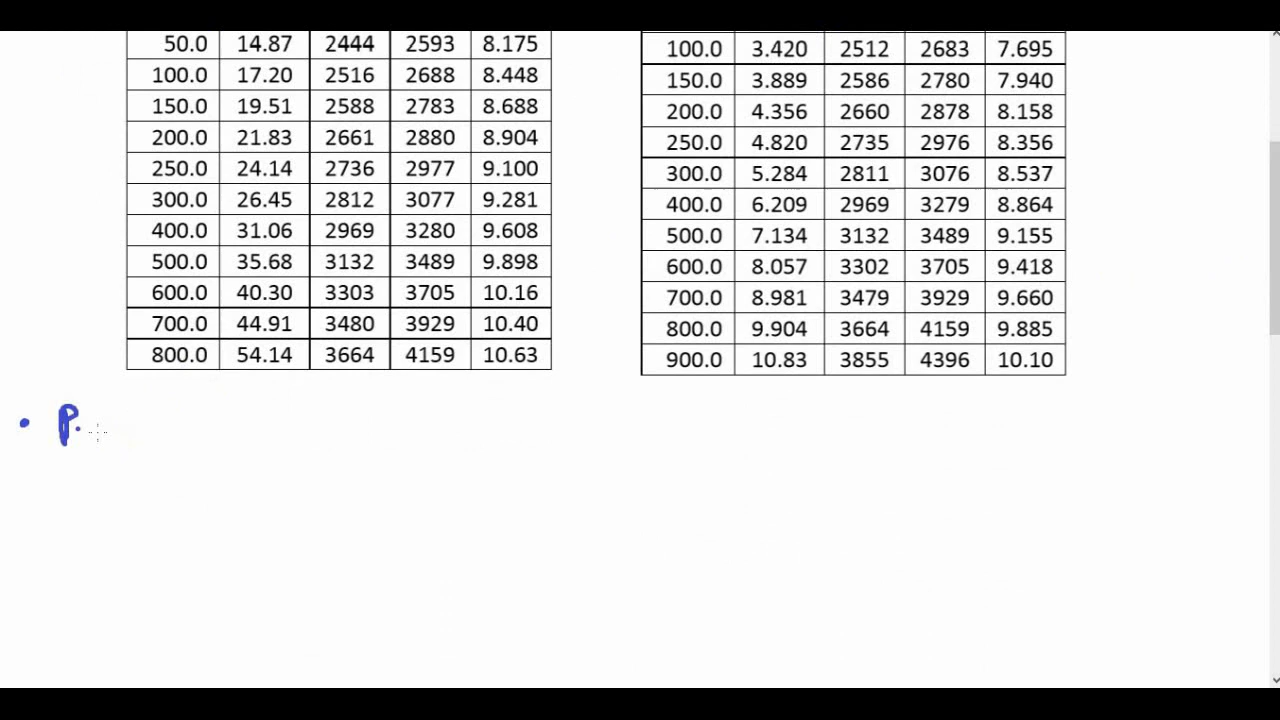 50.0 14.87 2444 2593 8.175
100.0 17.20 2516 2688 8.448
150.0 19.51 2588 2783 8.688
200.0 21.83 2661 2880 8.904
250.0 24.14 2736 2977 9.100
300.0 26.45 2812 3077 9.281
400.0 31.06 2969 3280 9.608
500.0 35.68 3132 3489 9.898
600.0 40.30 3303 3705 10.16
700.0 44.91 3480 3929 10.40
800.0 54.14 3664 4159 10.63
100.0 3.420 2512 2683 7.695
150.0 3.889 2586 2780 7.940
200.0 4.356 2660 2878 8.158
250.0 4.820 2735 2976 8.356
300.0 5.284 2811 3076 8.537
400.0 6.209 2969 3279 8.864
500.0 7.134 3132 3489 9.155
600.0 8.057 3302 3705 9.418
700.0 8.981 3479 3929 9.660
800.0 9.904 3664 4159 9.885
900.0 10.83 3855 4396 10.10
• P.